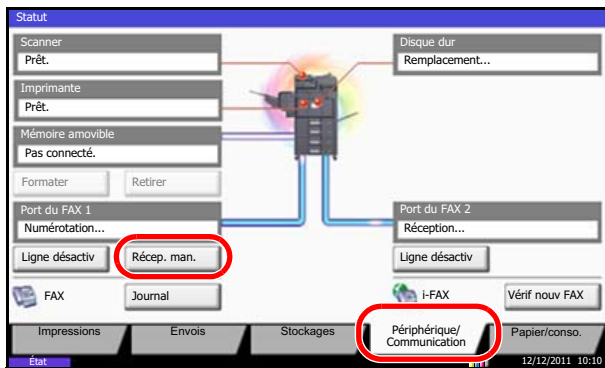 Statut
Scanner
Prêt.
Imprimante
Prêt.
Mémoire amovible
Pas connecté.
Formater Retirer
Port du FAX 1
Numérotation...
Ligne désactiv Récep. man.
FAX Journal
Disque dur
Remplacement...
Port du FAX 2
Réception...
Ligne désactiv
i-FAX Vérif nouv FAX
Impressions Envois Stockages Périphérique/
Communication Papier/conso.
État 12/12/2011 10:10